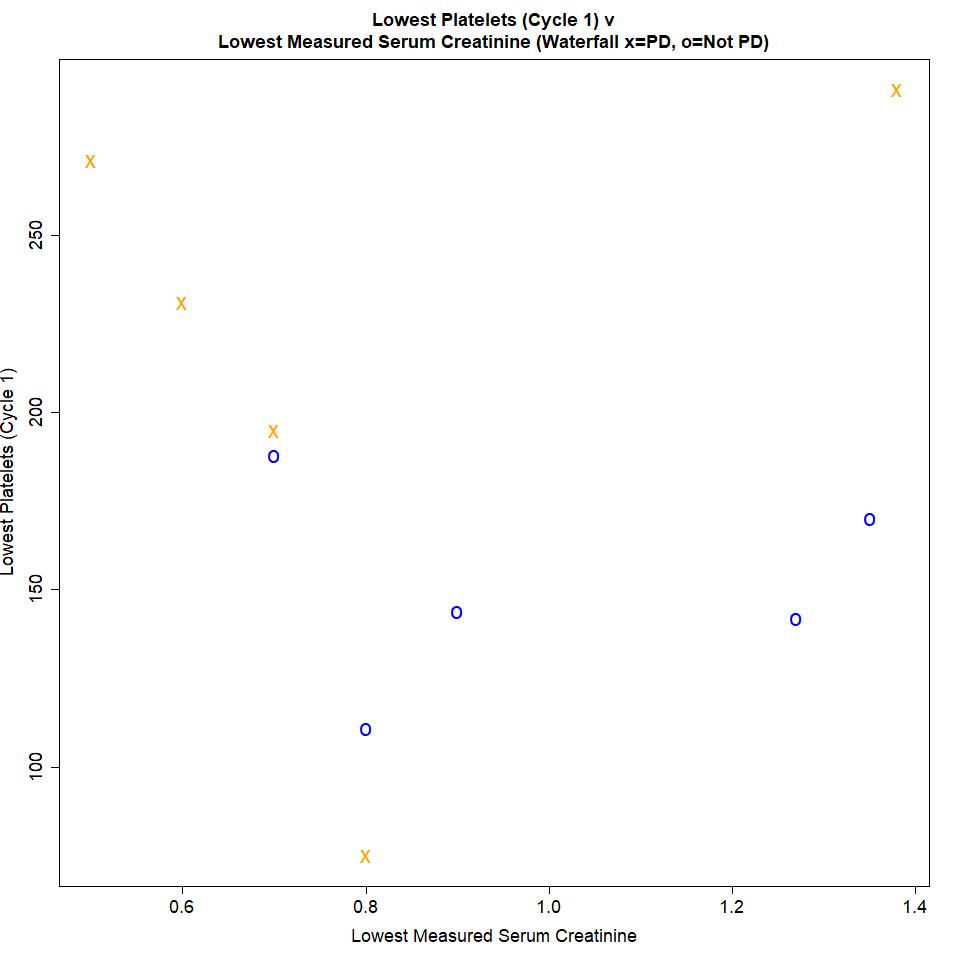 Lowest Platelets (Cycle 1) v
Lowest Measured Serum Creatinine (Waterfall x=PD, o=Not PD)
Lowest Platelets (Cycle 1)
250
200
150
100
X
X
X
X
X
O
O
O
O
O
0.6
0.8
1.0
1.2
1.4
Lowest Measured Serum Creatinine